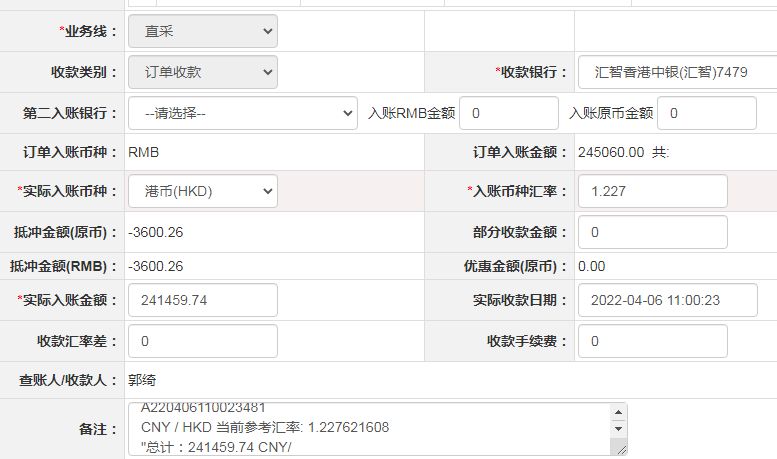 *业务线： 直采
收款类别： 订单收款 *收款银行： 汇智香港中银(汇智)7479
第二入账银行： --请选择-- 入账RMB金额 0 入账原币金额 0
订单入账币种： RMB 订单入账金额： 245060.00 共:
*实际入账币种： 港币(HKD) *入账币种汇率： 1.227
抵冲金额(原币)： -3600.26 部分收款金额： 0
抵冲金额(RMB)： -3600.26 优惠金额(原币)： 0.00
*实际入账金额： 241459.74 实际收款日期： 2022-04-06 11:00:23
收款汇率差： 0 收款手续费： 0
查账人/收款人： 郭绮
备注： A220406110023481
CNY / HKD 当前参考汇率: 1.227621608
"总计：241459.74 CNY/